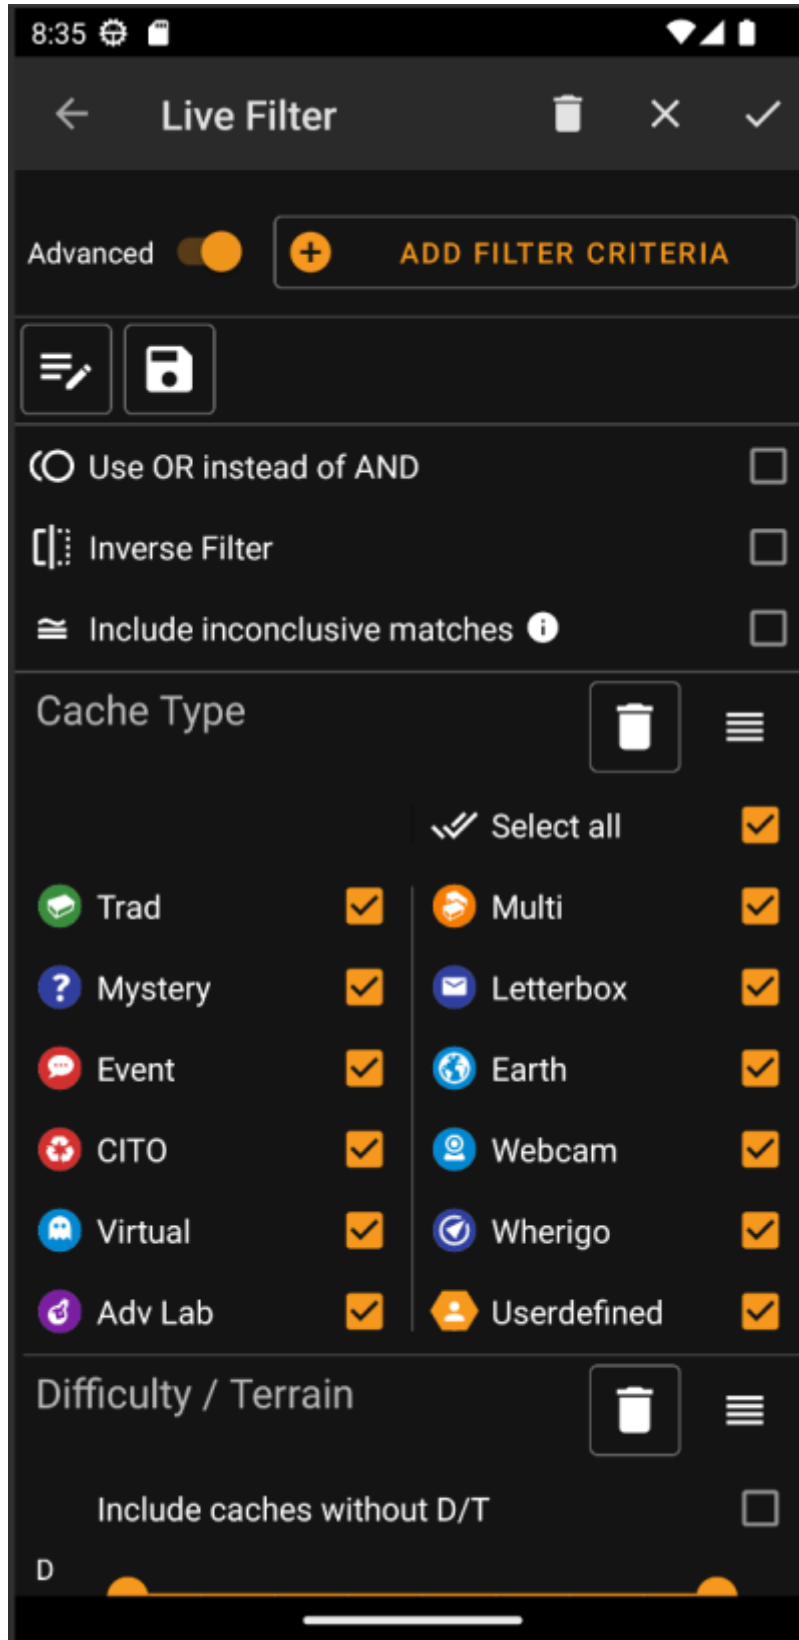 8:35
Live Filter
Advanced
ADD FILTER CRITERIA
Use OR instead of AND
Inverse Filter
Include inconclusive matches
Cache Type
Select all
Trad
Multi
Mystery
Letterbox
Event
Earth
CITO
Webcam
Virtual
Wherigo
Adv Lab
Userdefined
Difficulty / Terrain
Include caches without D/T
D